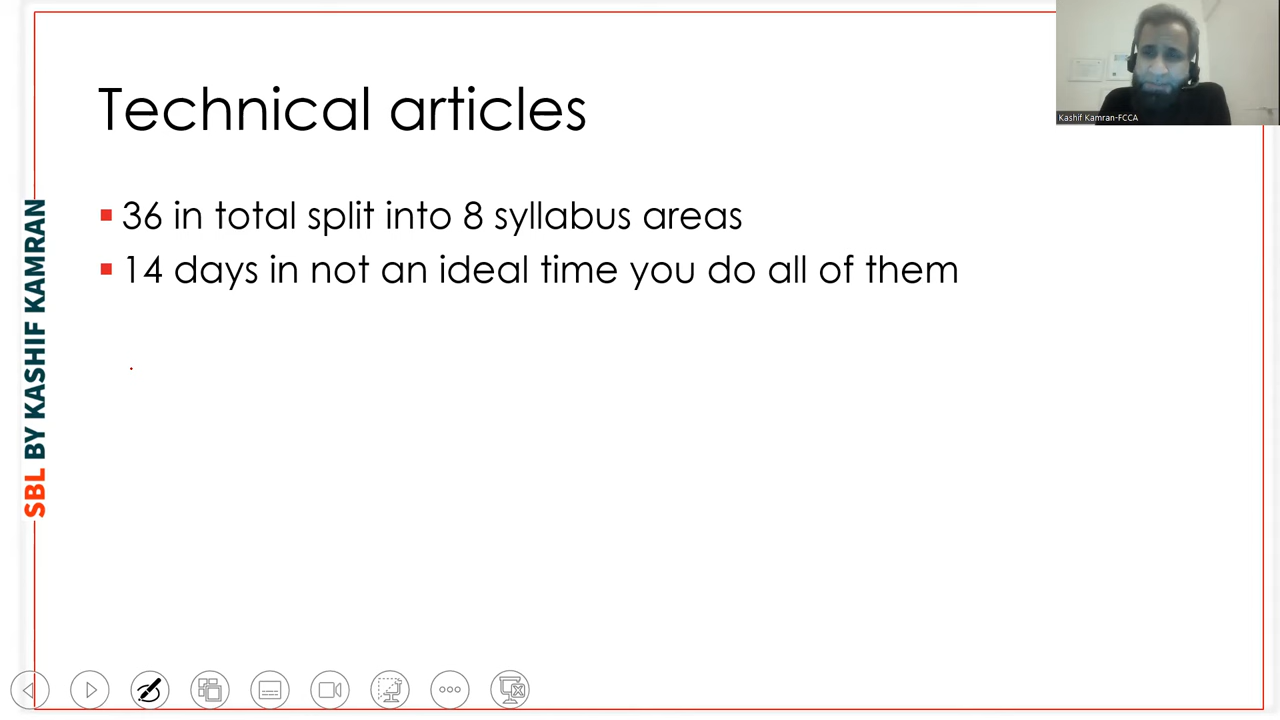 Technical articles
36 in total split into 8 syllabus areas
14 days in not an ideal time you do all of them
SBL BY KASHIF KAMRAN
Kashif Kamran-FCCA